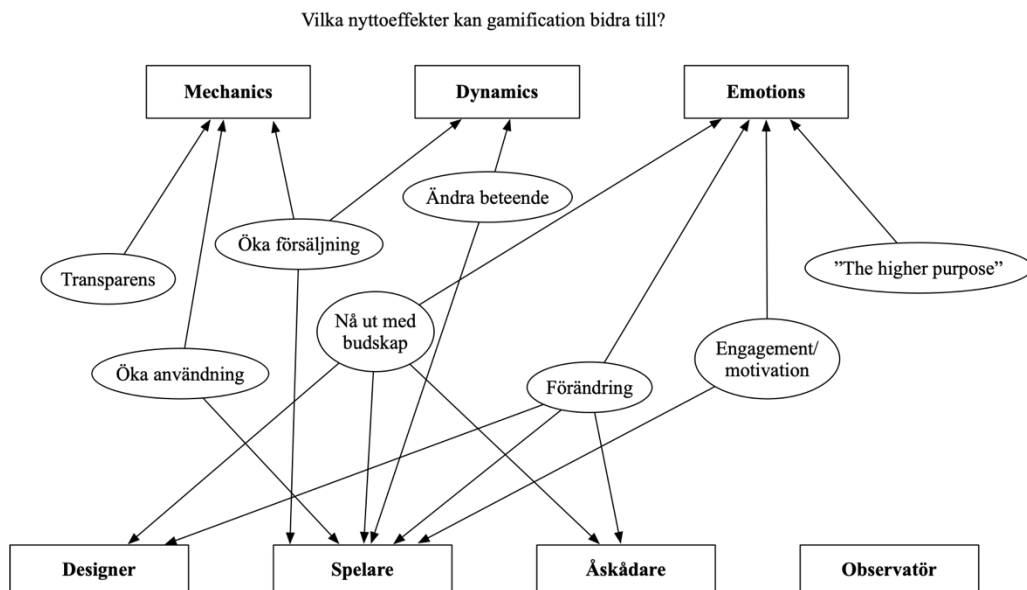 Vilka nyttoeffekter kan gamification bidra till?
Mechanics
Dynamics
Emotions
Ändra beteende
Öka försäljning
Transparens
”The higher purpose”
Nå ut med
budskap
Engagement/
motivation
Öka användning
Förändring
Designer
Spelare
Åskådare
Observatör